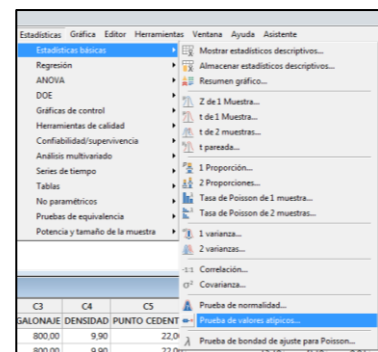 Estadísticas Gráfica Editor Herramientas Ventana Ayuda Asistente
Estadísticas básicas
Regresión
ANOVA
DOE
Gráficas de control
Herramientas de calidad
Confiabilidad/supervivencia
Análisis multivariado
Series de tiempo
Tablas
No paramétricos
Pruebas de equivalencia
Potencia y tamaño de la muestra
Mostrar estadísticos descriptivos...
Almacenar estadísticos descriptivos...
Resumen gráfico...
Z de 1 Muestra...
t de 1 Muestra...
t de 2 muestras...
t pareada...
1 Proporción...
2 Proporciones...
Tasa de Poisson de 1 muestra...
Tasa de Poisson de 2 muestras...
1 varianza...
2 varianzas...
Correlación...
σ² Covarianza...
Prueba de normalidad...
Prueba de valores atípicos...
λ Prueba de bondad de ajuste para Poisson...
C3 C4 C5
GALONAJE DENSIDAD PUNTO CEDENT
800,00 9,90 22,0
800,00 9,90